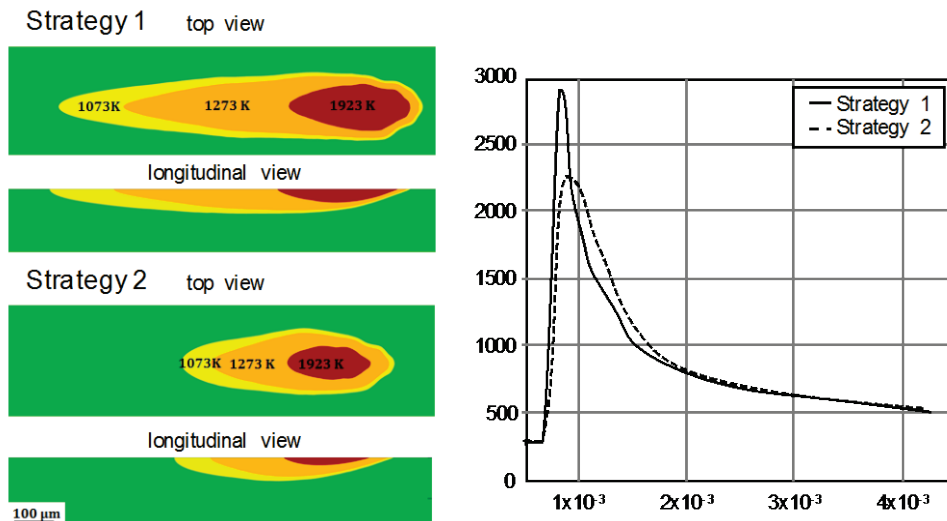 Strategy 1 top view
1073K 1273 K 1923 K
longitudinal view
Strategy 2 top view
1073K 1273 K 1923 K
longitudinal view
100 µm
3000
2500
2000
1500
1000
500
0
1x10⁻³ 2x10⁻³ 3x10⁻³ 4x10⁻³
Strategy 1
Strategy 2